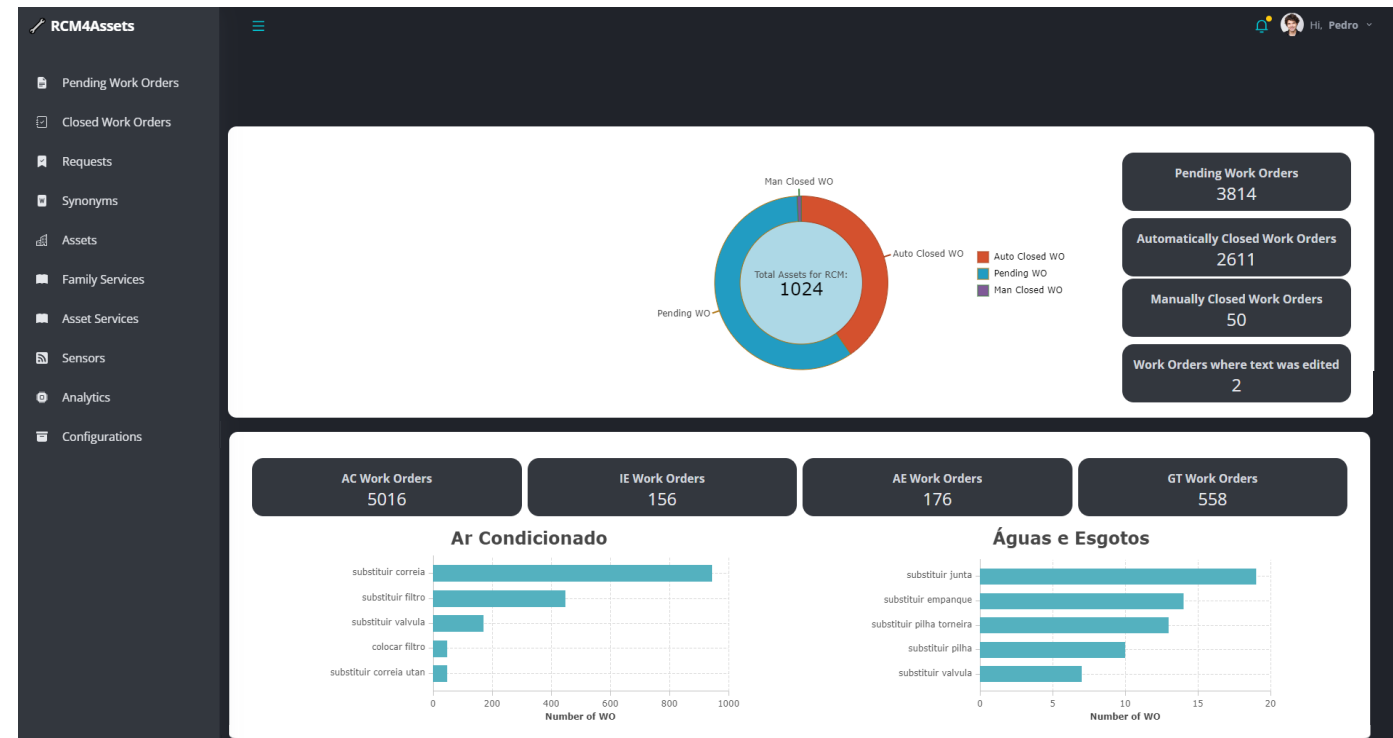 RCM4Assets
Hi, Pedro
Pending Work Orders
Closed Work Orders
Requests
Synonyms
Assets
Family Services
Asset Services
Sensors
Analytics
Configurations
Man Closed WO
Auto Closed WO
Pending WO
Total Assets for RCM:
1024
Auto Closed WO
Pending WO
Man Closed WO
Pending Work Orders
3814
Automatically Closed Work Orders
2611
Manually Closed Work Orders
50
Work Orders where text was edited
2
AC Work Orders
5016
IE Work Orders
156
AE Work Orders
176
GT Work Orders
558
Ar Condicionado
substituir correia
substituir filtro
substituir valvula
colocar filtro
substituir correia utan
0 200 400 600 800 1000
Number of WO
Águas e Esgotos
substituir junta
substituir empanque
substituir pilha torneira
substituir pilha
substituir valvula
0 5 10 15 20
Number of WO